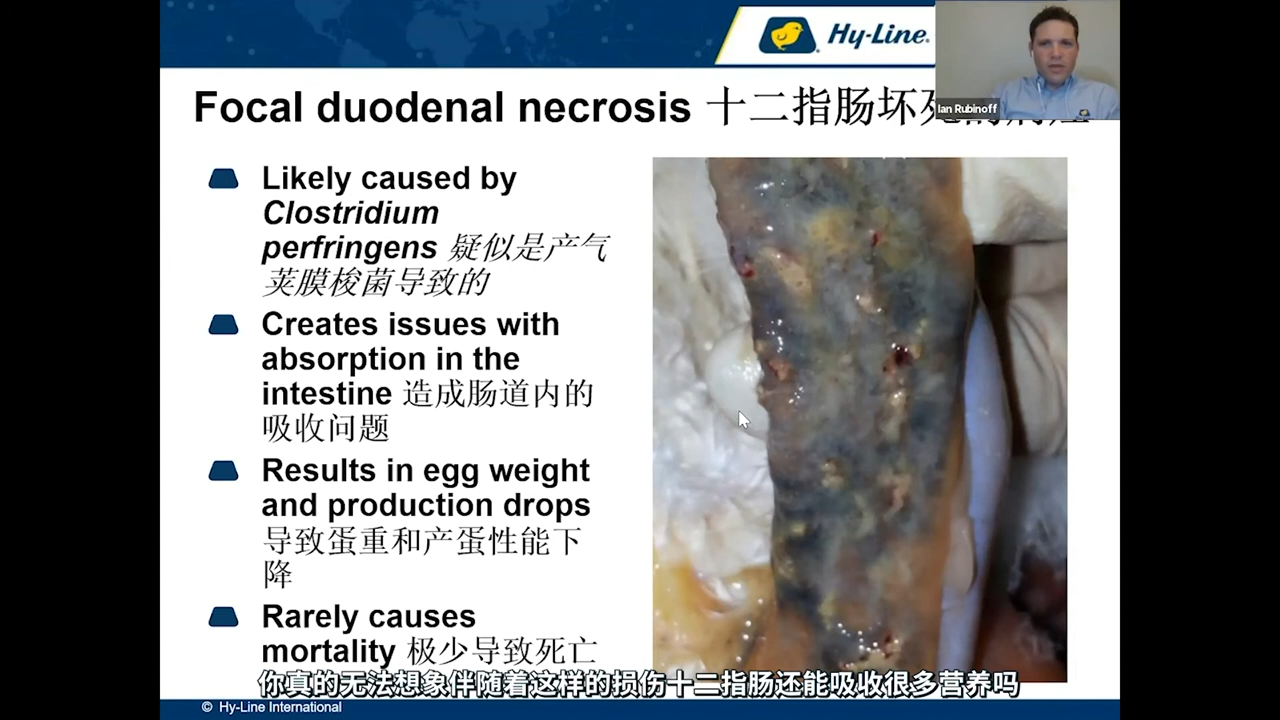 Hy-Line
Ian Rubinoff
Focal duodenal necrosis 十二指肠坏死
Likely caused by
Clostridium
perfringens 疑似是产气
荚膜梭菌导致的
Creates issues with
absorption in the
intestine 造成肠道内的
吸收问题
Results in egg weight
and production drops
导致蛋重和产蛋性能下
降
Rarely causes
mortality 极少导致死亡
你真的无法想象伴随着这样的损伤十二指肠还能吸收很多营养吗
© Hy-Line International